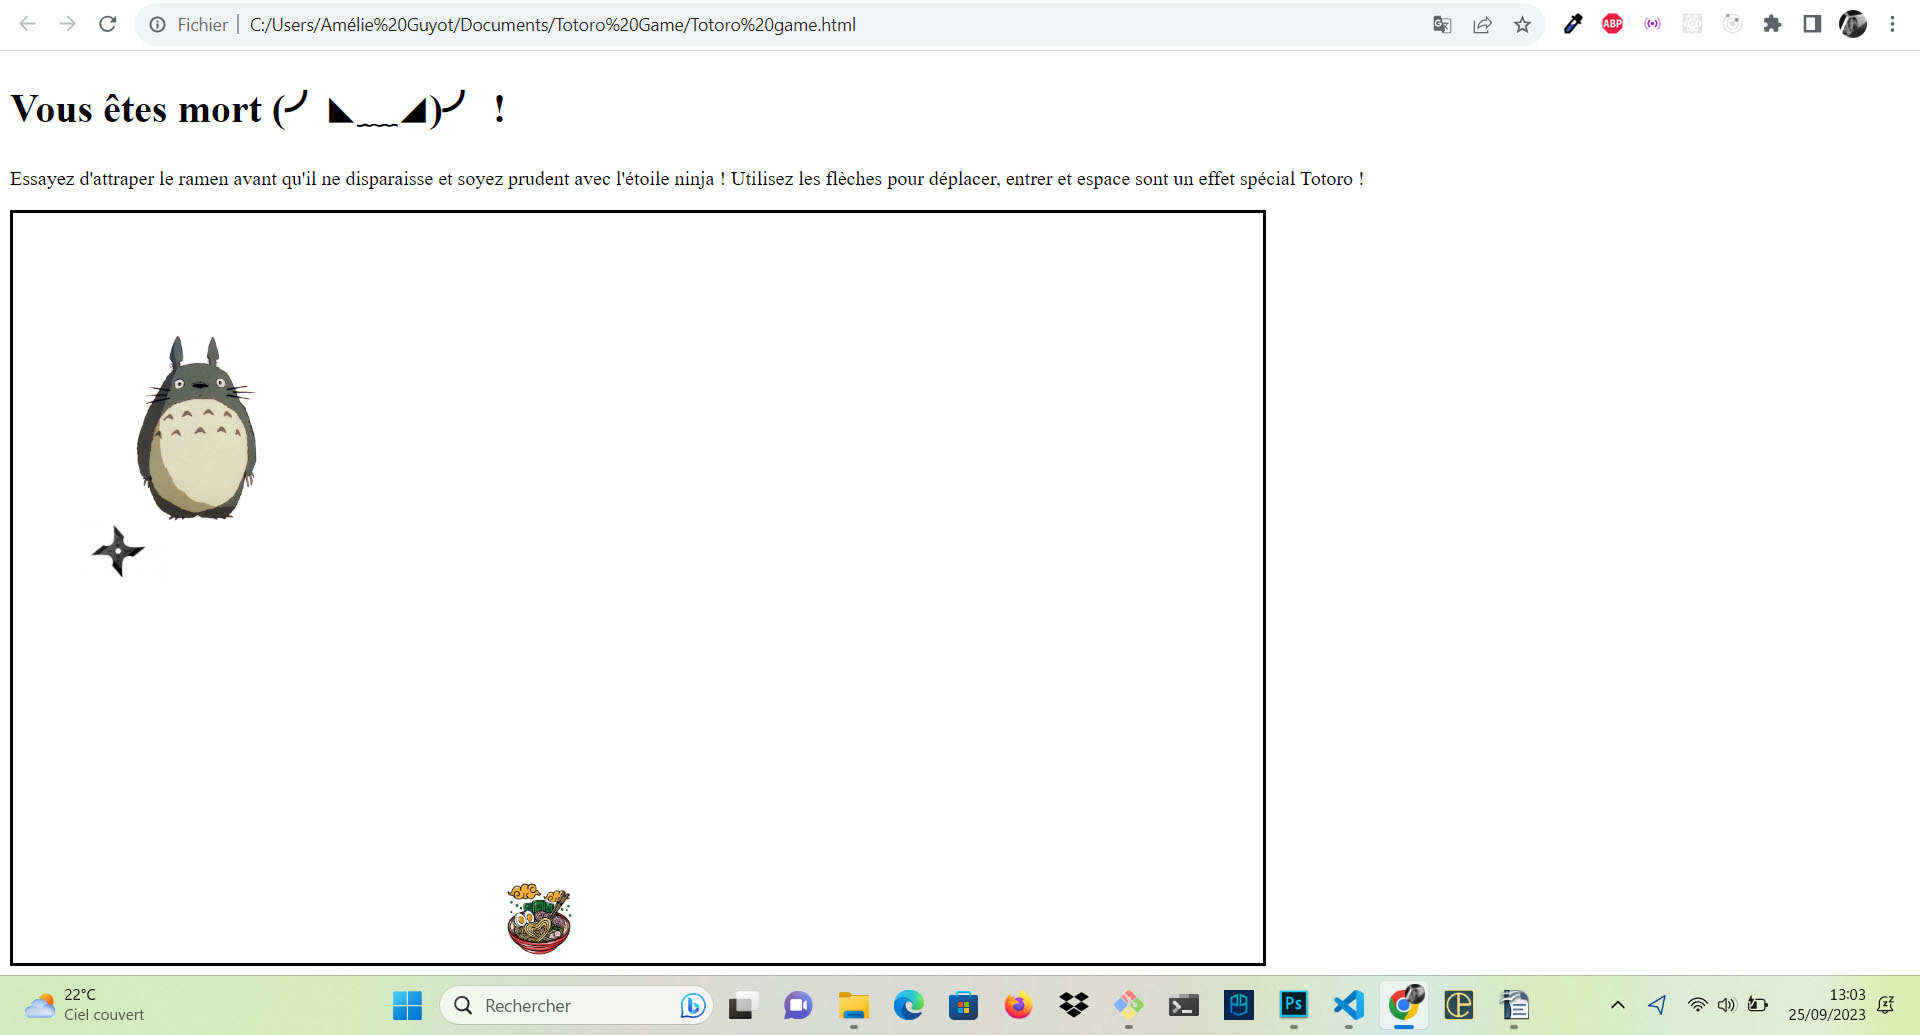 Fichier | C:/Users/Amélie%20Guyot/Documents/Totoro%20Game/Totoro%20game.html
ABP
Vous êtes mort (╯ ◣﹏◢)╯ !
Essayez d'attraper le ramen avant qu'il ne disparaisse et soyez prudent avec l'étoile ninja ! Utilisez les flèches pour déplacer, entrer et espace sont un effet spécial Totoro !
22°C
Ciel couvert
Rechercher
Ps
13:03
25/09/2023